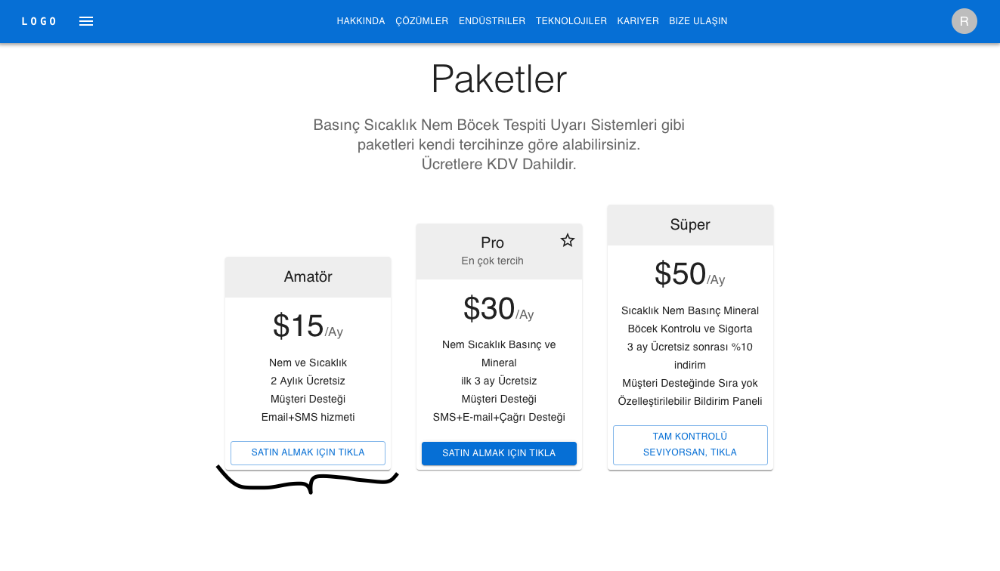 LOGO
HAKKINDA ÇÖZÜMLER ENDÜSTRILER TEKNOLOJILER KARIYER BIZE ULAŞIN
R
Paketler
Basınç Sıcaklık Nem Böcek Tespiti Uyarı Sistemleri gibi
paketleri kendi tercihinze göre alabilirsiniz.
Ücretlere KDV Dahildir.
Amatör
$15/Ay
Nem ve Sıcaklık
2 Aylık Ücretsiz
Müşteri Desteği
Email+SMS hizmeti
SATIN ALMAK IÇIN TIKLA
Pro
En çok tercih
$30/Ay
Nem Sıcaklık Basınç ve
Mineral
ilk 3 ay Ücretsiz
Müşteri Desteği
SMS+E-mail+Çağrı Desteği
SATIN ALMAK IÇIN TIKLA
Süper
$50/Ay
Sıcaklık Nem Basınç Mineral
Böcek Kontrolu ve Sigorta
3 ay Ücretsiz sonrası %10
indirim
Müşteri Desteğinde Sıra yok
Özelleştirilebilir Bildirim Paneli
TAM KONTROLÜ
SEVIYORSAN, TIKLA